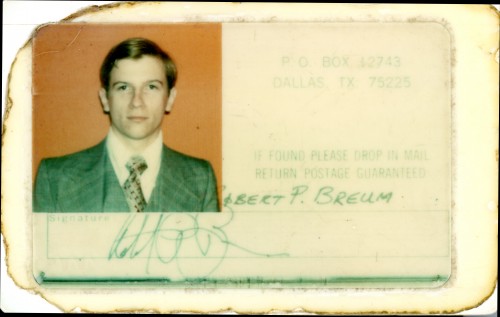 P.O. BOX 12743
DALLAS, TX 75225
IF FOUND PLEASE DROP IN MAIL
RETURN POSTAGE GUARANTEED
OBERT P. BREUM
Signature